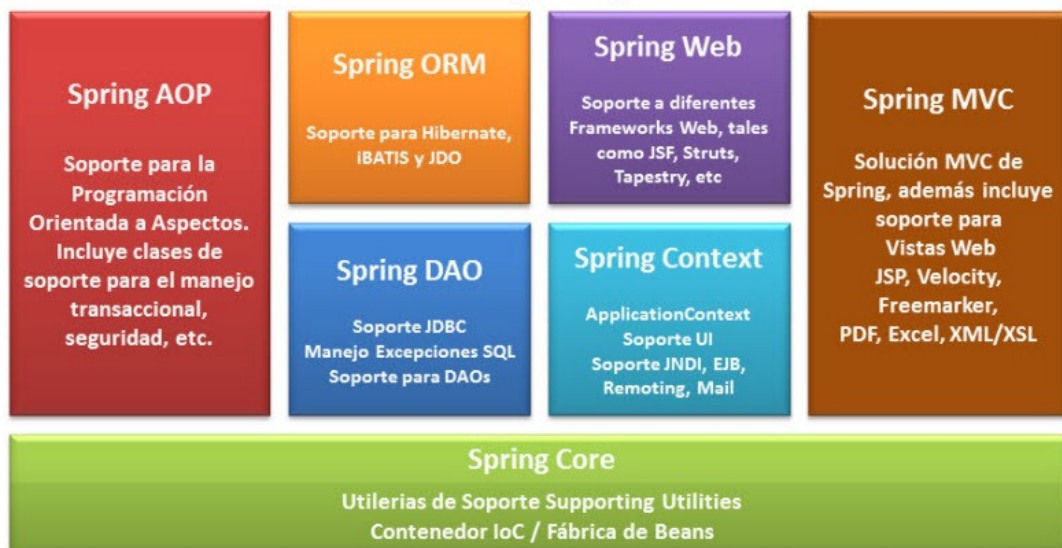 Spring AOP
Soporte para la
Programación
Orientada a Aspectos.
Incluye clases de
soporte para el manejo
transaccional,
seguridad, etc.
Spring ORM
Soporte para Hibernate,
iBATIS y JDO
Spring DAO
Soporte JDBC
Manejo Excepciones SQL
Soporte para DAOs
Spring Web
Soporte a diferentes
Frameworks Web, tales
como JSF, Struts,
Tapestry, etc
Spring Context
ApplicationContext
Soporte UI
Soporte JNDI, EJB,
Remoting, Mail
Spring MVC
Solución MVC de
Spring, además incluye
soporte para
Vistas Web
JSP, Velocity,
Freemarker,
PDF, Excel, XML/XSL
Spring Core
Utilerias de Soporte Supporting Utilities
Contenedor IoC / Fábrica de Beans